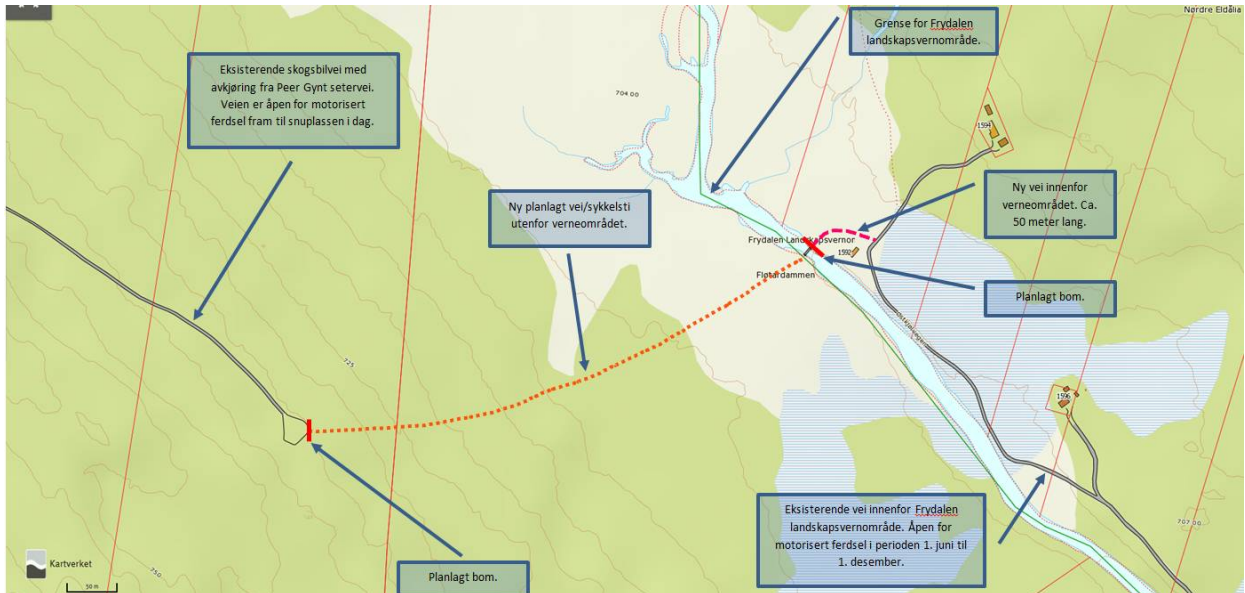 Nørdre Eldålia
Grense for Frydalen
landskapsvernområde.
Eksisterende skogsbilvei med
avkjøring fra Peer Gynt setervei.
Veien er åpen for motorisert
ferdsel fram til snuplassen i dag.
704 00
1594
Ny planlagt vei/sykkelsti
utenfor verneområdet.
Ny vei innenfor
verneområdet. Ca.
50 meter lang.
Frydalen Landskapsvernor
1592
Fløtardammen
Planlagt bom.
725
1596
Eksisterende vei innenfor Frydalen
landskapsvernområde. Åpen for
motorisert ferdsel i perioden 1. juni til
1. desember.
707 00
Kartverket
50 m
750
Planlagt bom.